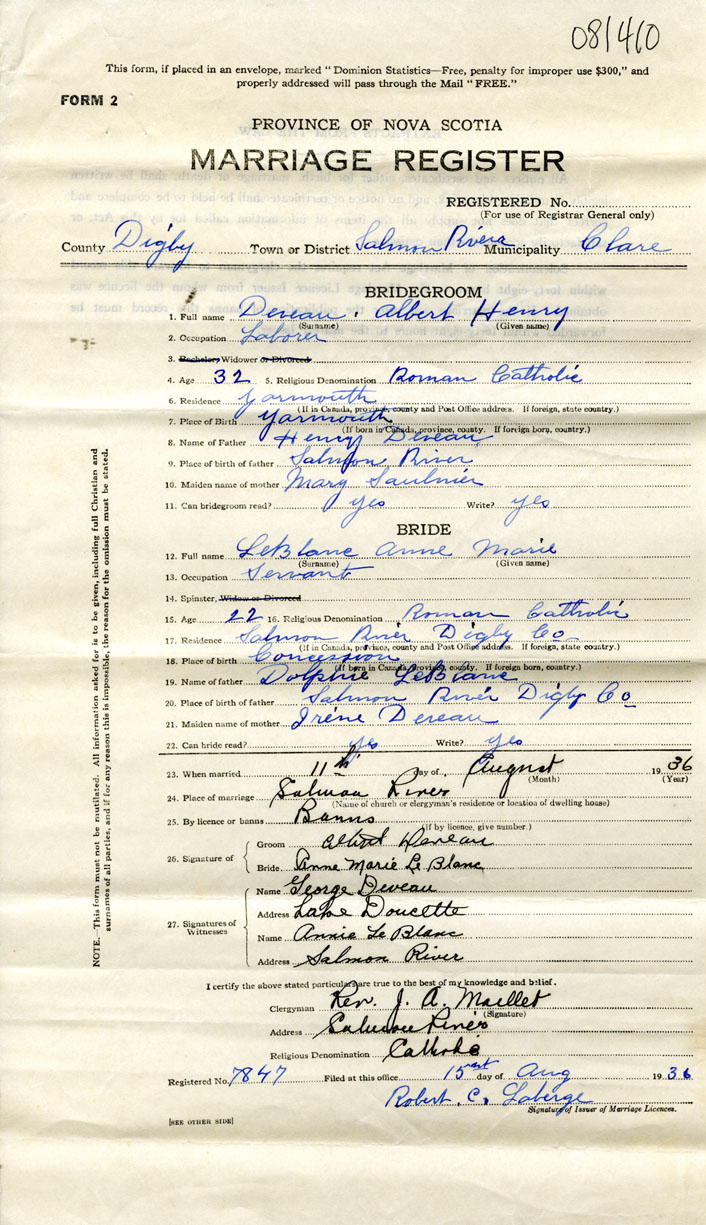 081410
This form, if placed in an envelope, marked "Dominion Statistics—Free, penalty for improper use $300," and
properly addressed will pass through the Mail "FREE."
FORM 2
PROVINCE OF NOVA SCOTIA
MARRIAGE REGISTER
REGISTERED No.
(For use of Registrar General only)
County Digby Town or District Salmon River Municipality Clare
BRIDEGROOM
1. Full name Deveau. Albert Henry
(Surname) (Given name)
2. Occupation Laborer
3. Bachelor, Widower or Divorced
4. Age 32 5. Religious Denomination Roman Catholic
6. Residence Yarmouth
(If in Canada, province, county and Post Office address. If foreign, state country.)
7. Place of Birth Yarmouth
(If born in Canada, province, county. If foreign born, country.)
8. Name of Father Henry Deveau
9. Place of birth of father Salmon River
10. Maiden name of mother Mary Saulnier
11. Can bridegroom read? yes Write? yes
BRIDE
12. Full name LeBlanc Anne Marie
(Surname) (Given name)
13. Occupation Servant
14. Spinster, Widow or Divorced
15. Age 22 16. Religious Denomination Roman Catholic
17. Residence Salmon River Digby Co
(If in Canada, province, county and Post Office address. If foreign, state country.)
18. Place of birth Concession
(If born in Canada, province, county. If foreign born, country.)
19. Name of father Dolphie LeBlanc
20. Place of birth of father Salmon River Digby Co
21. Maiden name of mother Irène Deveau
22. Can bride read? yes Write? yes
23. When married 11th day of, August 1936
(Month) (Year)
24. Place of marriage Salmon River
(Name of church or clergyman's residence or location of dwelling house)
25. By licence or banns Banns
(If by licence, give number.)
26. Signature of
Groom Albert Deveau
Bride Anne Marie Le Blanc
27. Signatures of Witnesses
Name George Deveau
Address Lake Doucette
Name Annie Le Blanc
Address Salmon River
I certify the above stated particulars are true to the best of my knowledge and belief.
Clergyman Rev. J. A. Maillet
(Signature)
Address Salmon River
Religious Denomination Catholic
Registered No. 7847 Filed at this office 15 day of Aug 1936
Robert. C. Laberge
Signature of Issuer of Marriage Licences.
[SEE OTHER SIDE]
NOTE.—This form must not be mutilated. All information asked for is to be given, including full Christian and
surnames of all parties, and if for any reason this is impossible, the reason for the omission must be stated.